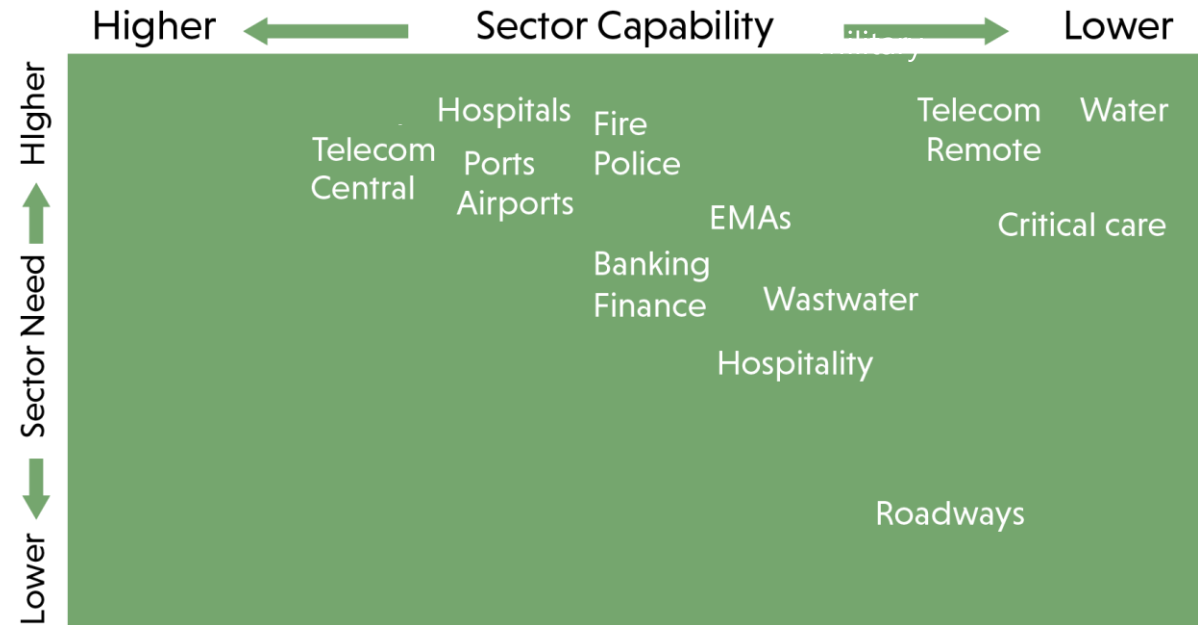 Higher
Sector Capability
Lower
Military
HIgher
Sector Need
Lower
Hospitals
Fire
Police
Telecom
Remote
Water
Telecom
Central
Ports
Airports
EMAs
Critical care
Banking
Finance
Wastwater
Hospitality
Roadways